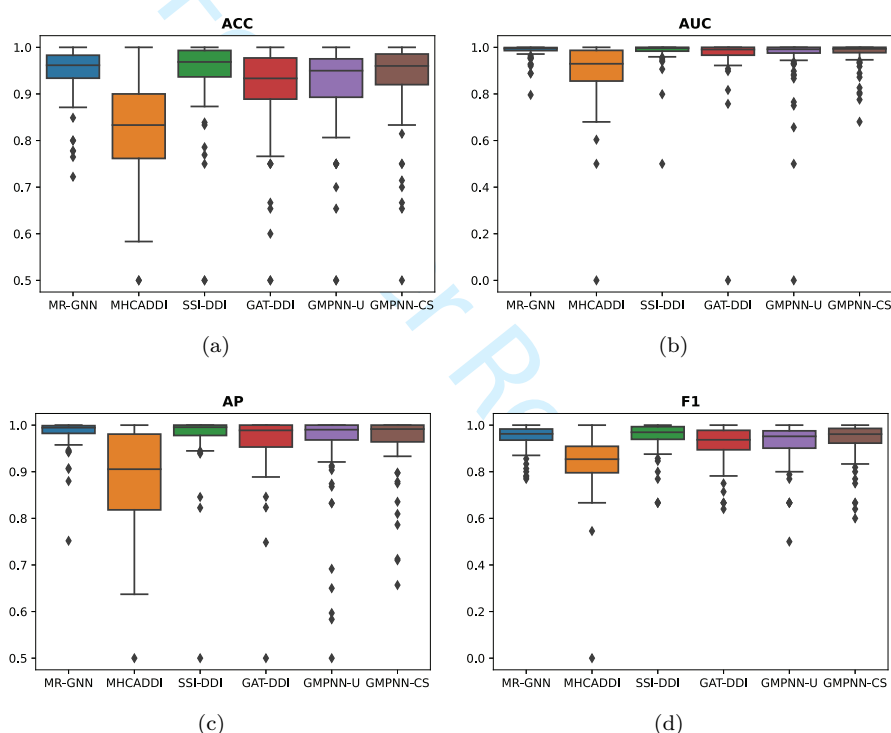 ACC
1.0
0.9
0.8
0.7
0.6
0.5
MR-GNN MHCADDI SSI-DDI GAT-DDI GMPNN-U GMPNN-CS
(a)
AUC
1.0
0.8
0.6
0.4
0.2
0.0
MR-GNN MHCADDI SSI-DDI GAT-DDI GMPNN-U GMPNN-CS
(b)
AP
1.0
0.9
0.8
0.7
0.6
0.5
MR-GNN MHCADDI SSI-DDI GAT-DDI GMPNN-U GMPNN-CS
(c)
F1
1.0
0.8
0.6
0.4
0.2
0.0
MR-GNN MHCADDI SSI-DDI GAT-DDI GMPNN-U GMPNN-CS
(d)